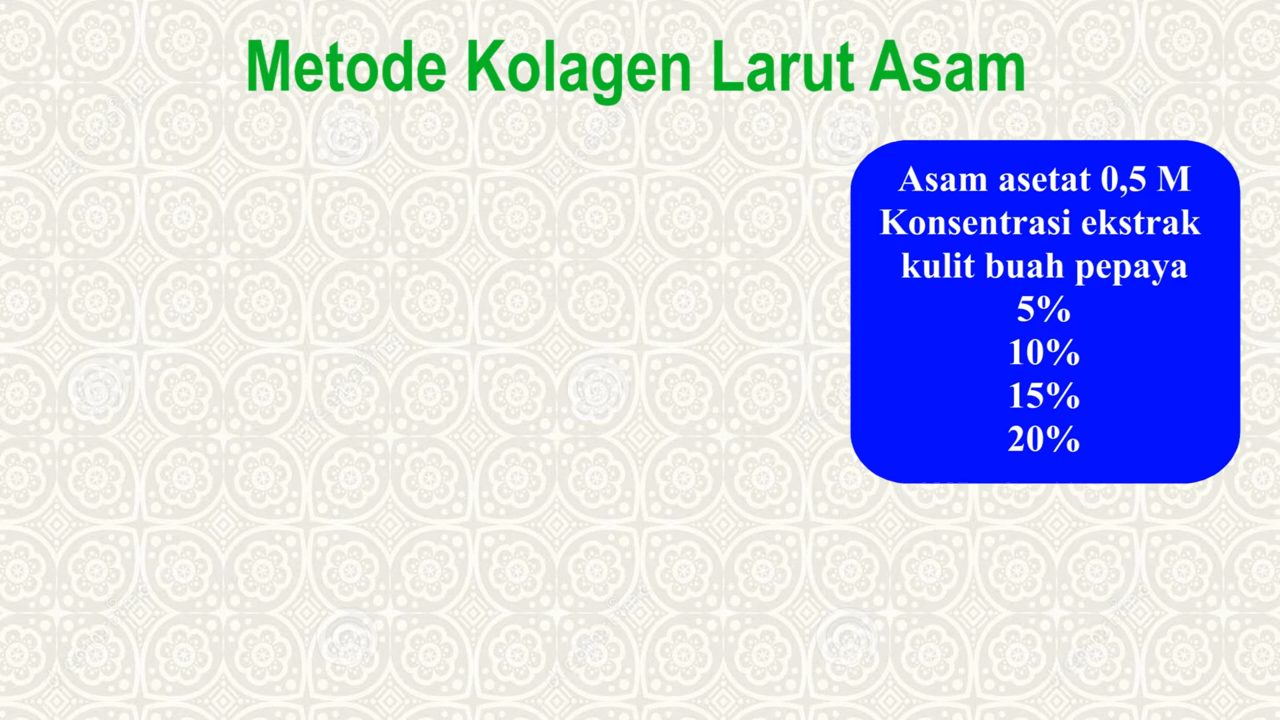 Metode Kolagen Larut Asam
Asam asetat 0,5 M
Konsentrasi ekstrak
kulit buah pepaya
5%
10%
15%
20%